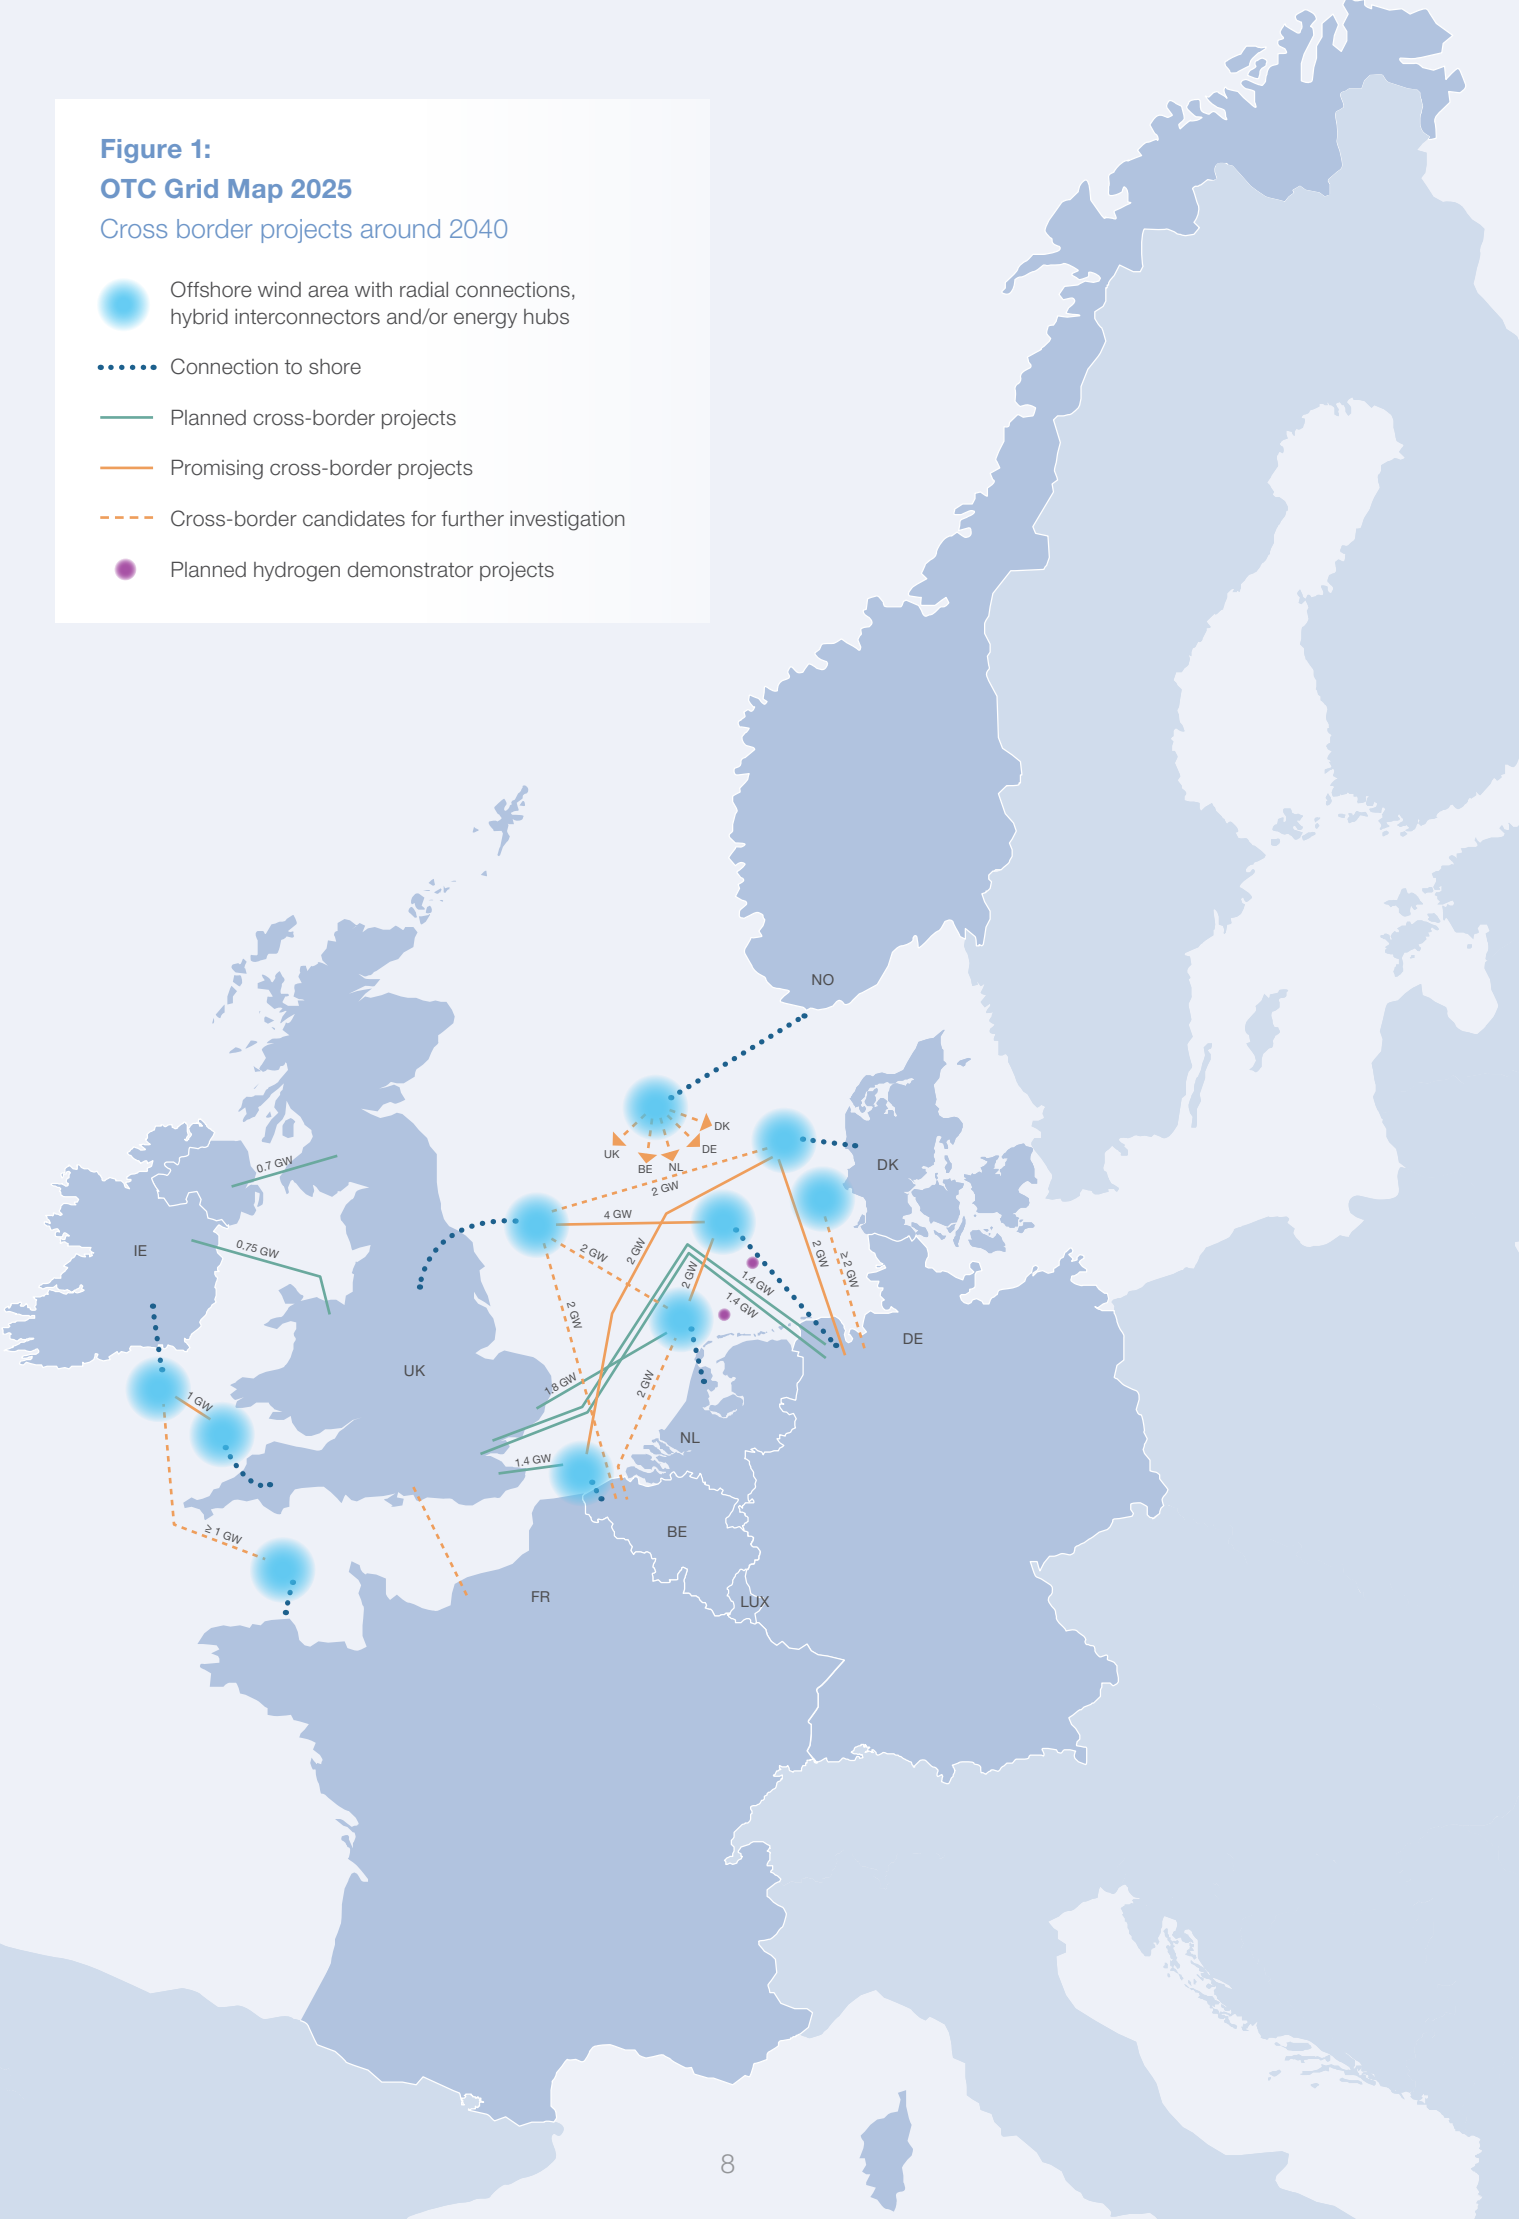 Figure 1:
OTC Grid Map 2025
Cross border projects around 2040
Offshore wind area with radial connections,
hybrid interconnectors and/or energy hubs
Connection to shore
Planned cross-border projects
Promising cross-border projects
Cross-border candidates for further investigation
Planned hydrogen demonstrator projects
NO
DK
UK
DE
BE
NL
0.7 GW
DK
2 GW
4 GW
IE
0.75 GW
2 GW
2 GW
2 GW
≥ 2 GW
2 GW
1.4 GW
1.4 GW
2 GW
DE
UK
1.8 GW
2 GW
1 GW
NL
1.4 GW
≥ 1 GW
BE
FR
LUX
8